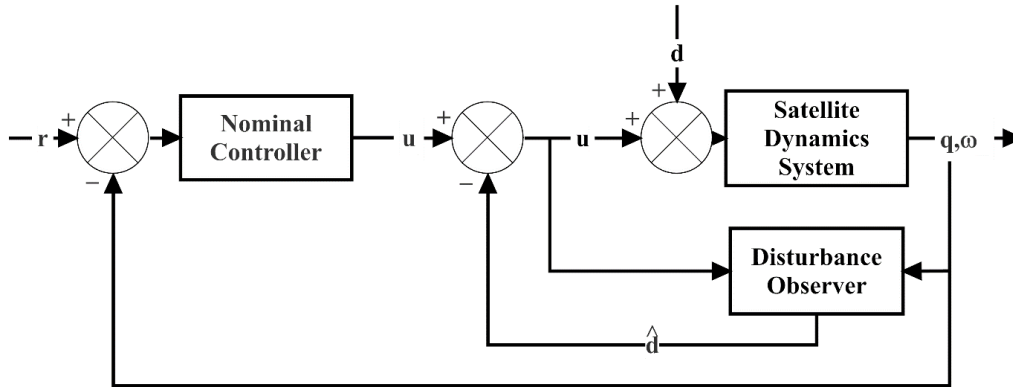 d
+
Satellite
Dynamics
System
r
+
Nominal
Controller
u
+
u
+
q,ω
−
−
Disturbance
Observer
d̂